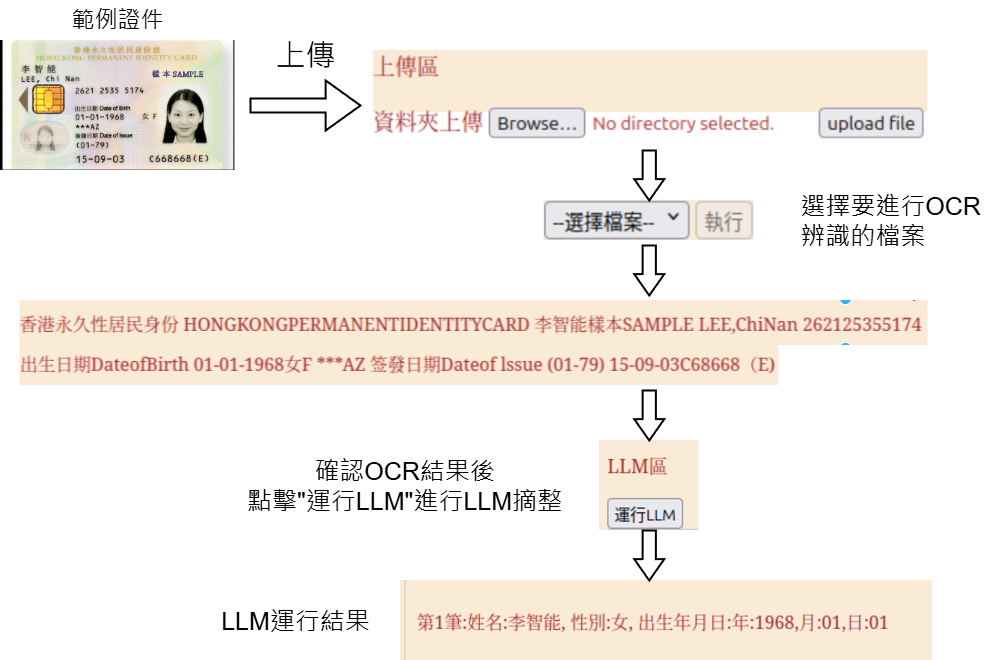 範例證件
香港永久性居民身份證
HONG KONG PERMANENT IDENTITY CARD
李智能
LEE, Chi Nan
樣本 SAMPLE
2621 2535 5174
出生日期 Date of Birth
01-01-1968
女 F
***AZ
簽發日期 Date of Issue
(01-79)
15-09-03
C668668(E)
上傳
上傳區
資料夾上傳 Browse... No directory selected. upload file
--選擇檔案-- 執行
選擇要進行OCR
辨識的檔案
香港永久性居民身份 HONGKONGPERMANENTIDENTITYCARD 李智能樣本SAMPLE LEE,ChiNan 262125355174
出生日期DateofBirth 01-01-1968女F ***AZ 签發日期Dateof lssue (01-79) 15-09-03C68668（E)
確認OCR結果後
點擊"運行LLM"進行LLM摘整
LLM區
運行LLM
LLM運行結果
第1筆:姓名:李智能, 性別:女, 出生年月日:年:1968,月:01,日:01